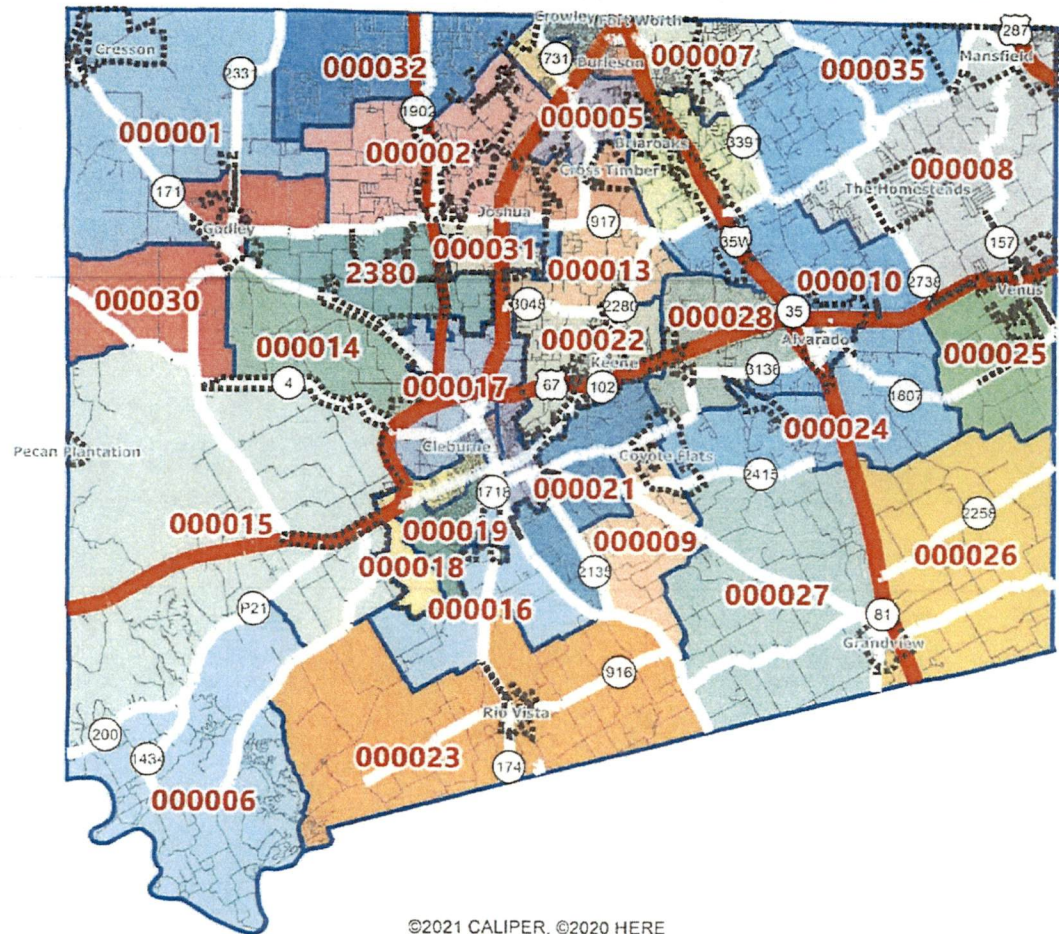 Crowley Fort Worth
287
Cresson
731
Mansfield
2331
000032
Burleson
000007
000035
1902
000005
000001
000002
Briaroaks
3391
Cross Timber
000008
171
The Homesteads
Joshua
917
Godley
000031
35W
157
2380
000013
000010
2738
Venus
000030
3048
2280
000028
35
000014
000022
Alvarado
000025
Keene
3136
4
000017
67
102
1807
000024
Pecan Plantation
Cleburne
Coyote Flats
2415
1718
000021
000015
2258
000019
000009
000026
000018
2135
000027
P21
000016
81
Grandview
916
200
Rio Vista
1434
000023
174
000006
©2021 CALIPER, ©2020 HERE